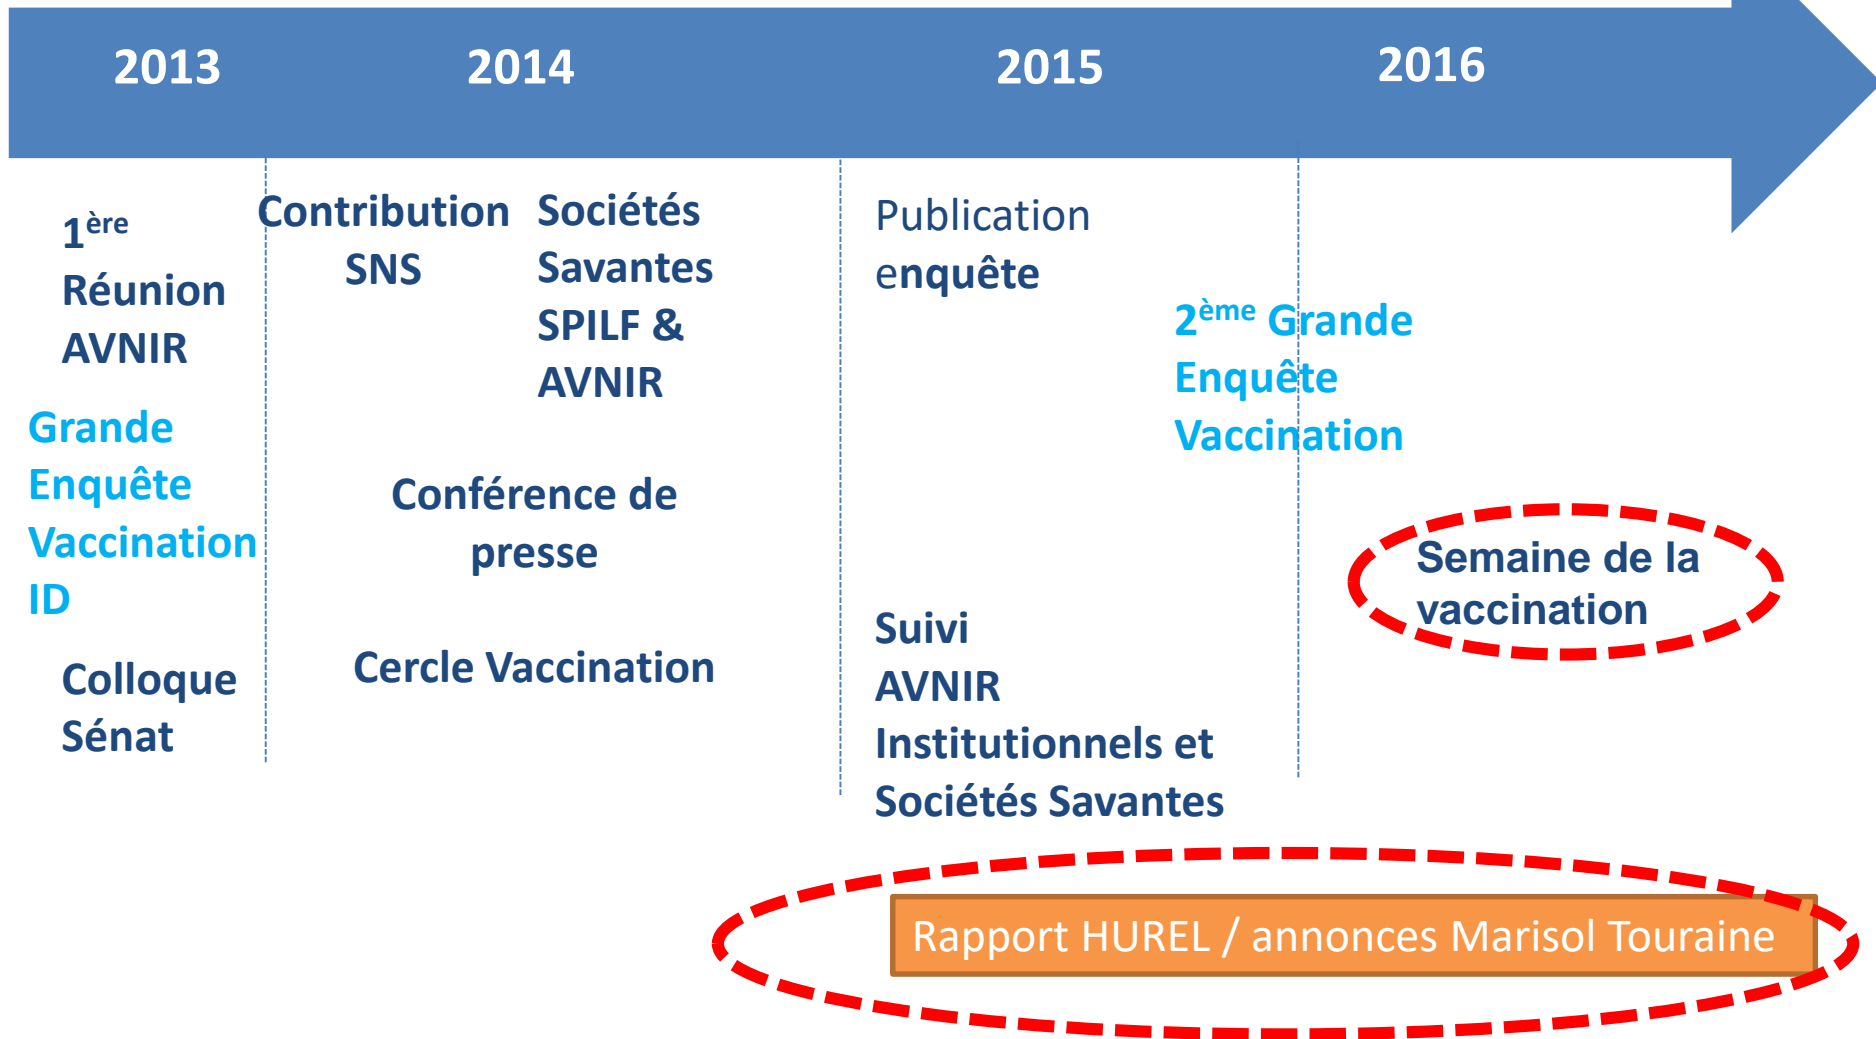 2013
2014
2015
2016
1ère
Réunion
AVNIR
Grande
Enquête
Vaccination
ID
Colloque
Sénat
Contribution
SNS
Sociétés
Savantes
SPILF &
AVNIR
Conférence de
presse
Cercle Vaccination
Publication
enquête
2ème Grande
Enquête
Vaccination
Suivi
AVNIR
Institutionnels et
Sociétés Savantes
Semaine de la
vaccination
Rapport HUREL / annonces Marisol Touraine